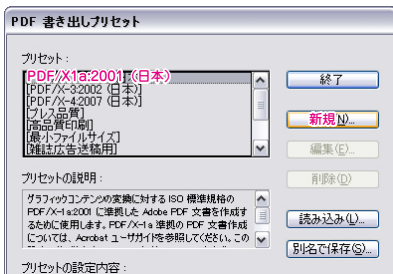 PDF 書き出しプリセット
プリセット：
PDF/X1a:2001（日本）
[PDF/X-3:2002（日本）]
[PDF/X-4:2007（日本）]
[プレス品質]
[高品質印刷]
[最小ファイルサイズ]
[雑誌広告送稿用]
終了
新規(N)...
編集(E)...
削除(D)
読み込み(L)...
別名で保存(S)...
プリセットの説明：
グラフィックコンテンツの変換に対する ISO 標準規格の
PDF/X-1a:2001 に準拠した Adobe PDF 文書を作成す
るために使用します。PDF/X-1a 準拠の PDF 文書作成
については、Acrobat ユーザガイドを参照してください。この
プリセットの設定内容：